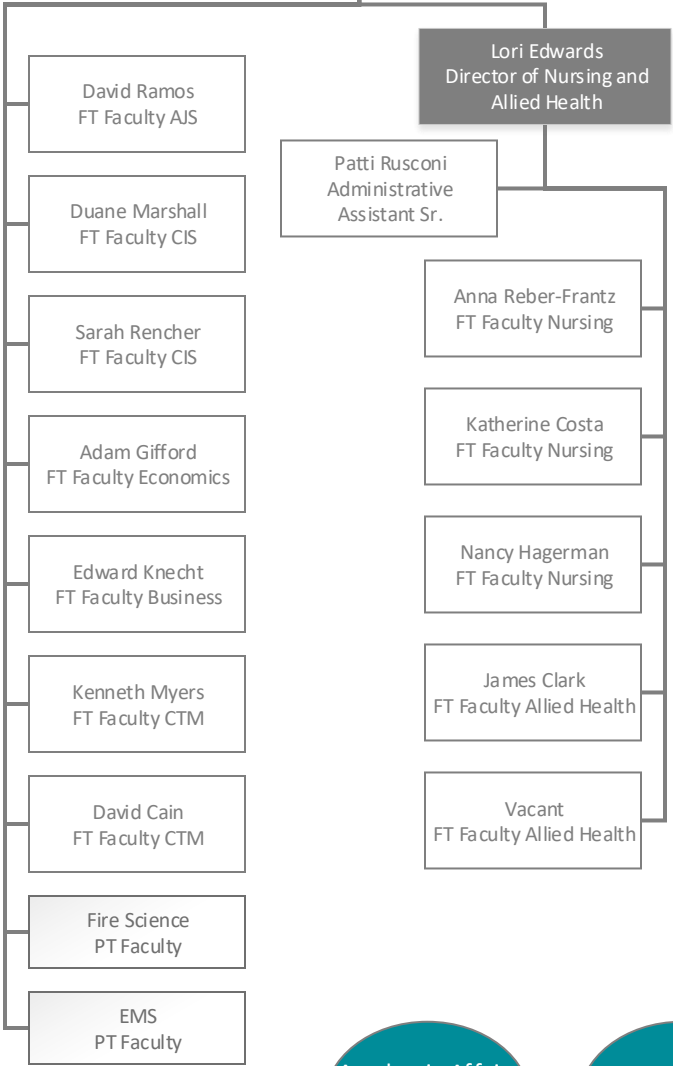 David Ramos
FT Faculty AJS
Duane Marshall
FT Faculty CIS
Sarah Rencher
FT Faculty CIS
Adam Gifford
FT Faculty Economics
Edward Knecht
FT Faculty Business
Kenneth Myers
FT Faculty CTM
David Cain
FT Faculty CTM
Fire Science
PT Faculty
EMS
PT Faculty
Lori Edwards
Director of Nursing and
Allied Health
Patti Rusconi
Administrative
Assistant Sr.
Anna Reber-Frantz
FT Faculty Nursing
Katherine Costa
FT Faculty Nursing
Nancy Hagerman
FT Faculty Nursing
James Clark
FT Faculty Allied Health
Vacant
FT Faculty Allied Health